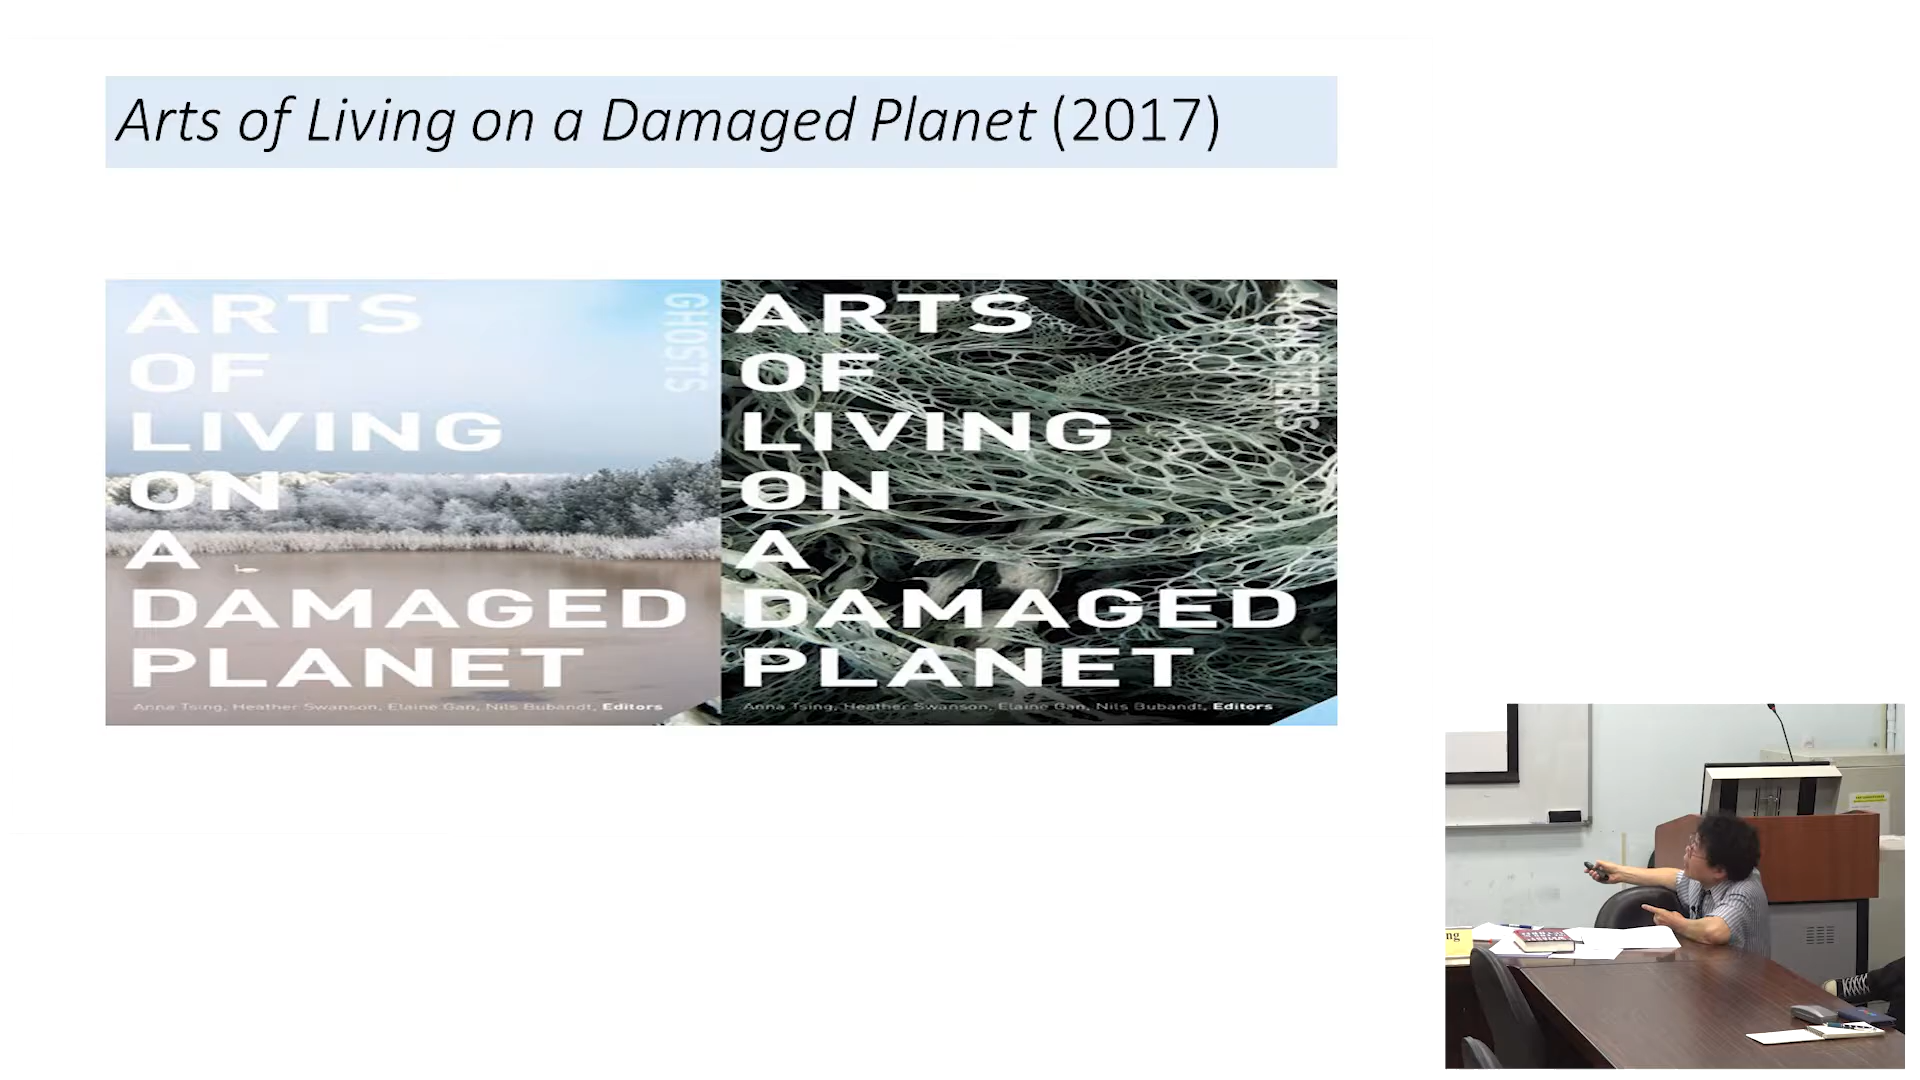 Arts of Living on a Damaged Planet (2017)
ARTS
OF
LIVING
ON
A
DAMAGED
PLANET
GHOSTS
Anna Tsing, Heather Swanson, Elaine Gan, Nils Bubandt, Editors
ARTS
OF
LIVING
ON
A
DAMAGED
PLANET
MONSTERS
Anna Tsing, Heather Swanson, Elaine Gan, Nils Bubandt, Editors
ng